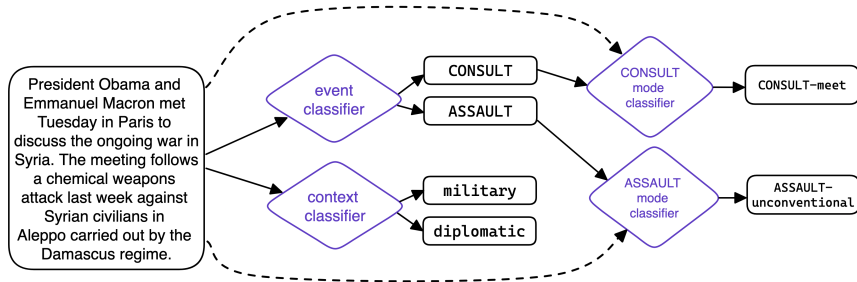 President Obama and
Emmanuel Macron met
Tuesday in Paris to
discuss the ongoing war in
Syria. The meeting follows
a chemical weapons
attack last week against
Syrian civilians in
Aleppo carried out by the
Damascus regime.
event
classifier
context
classifier
CONSULT
ASSAULT
military
diplomatic
CONSULT
mode
classifier
ASSAULT
mode
classifier
CONSULT-meet
ASSAULT-
unconventional